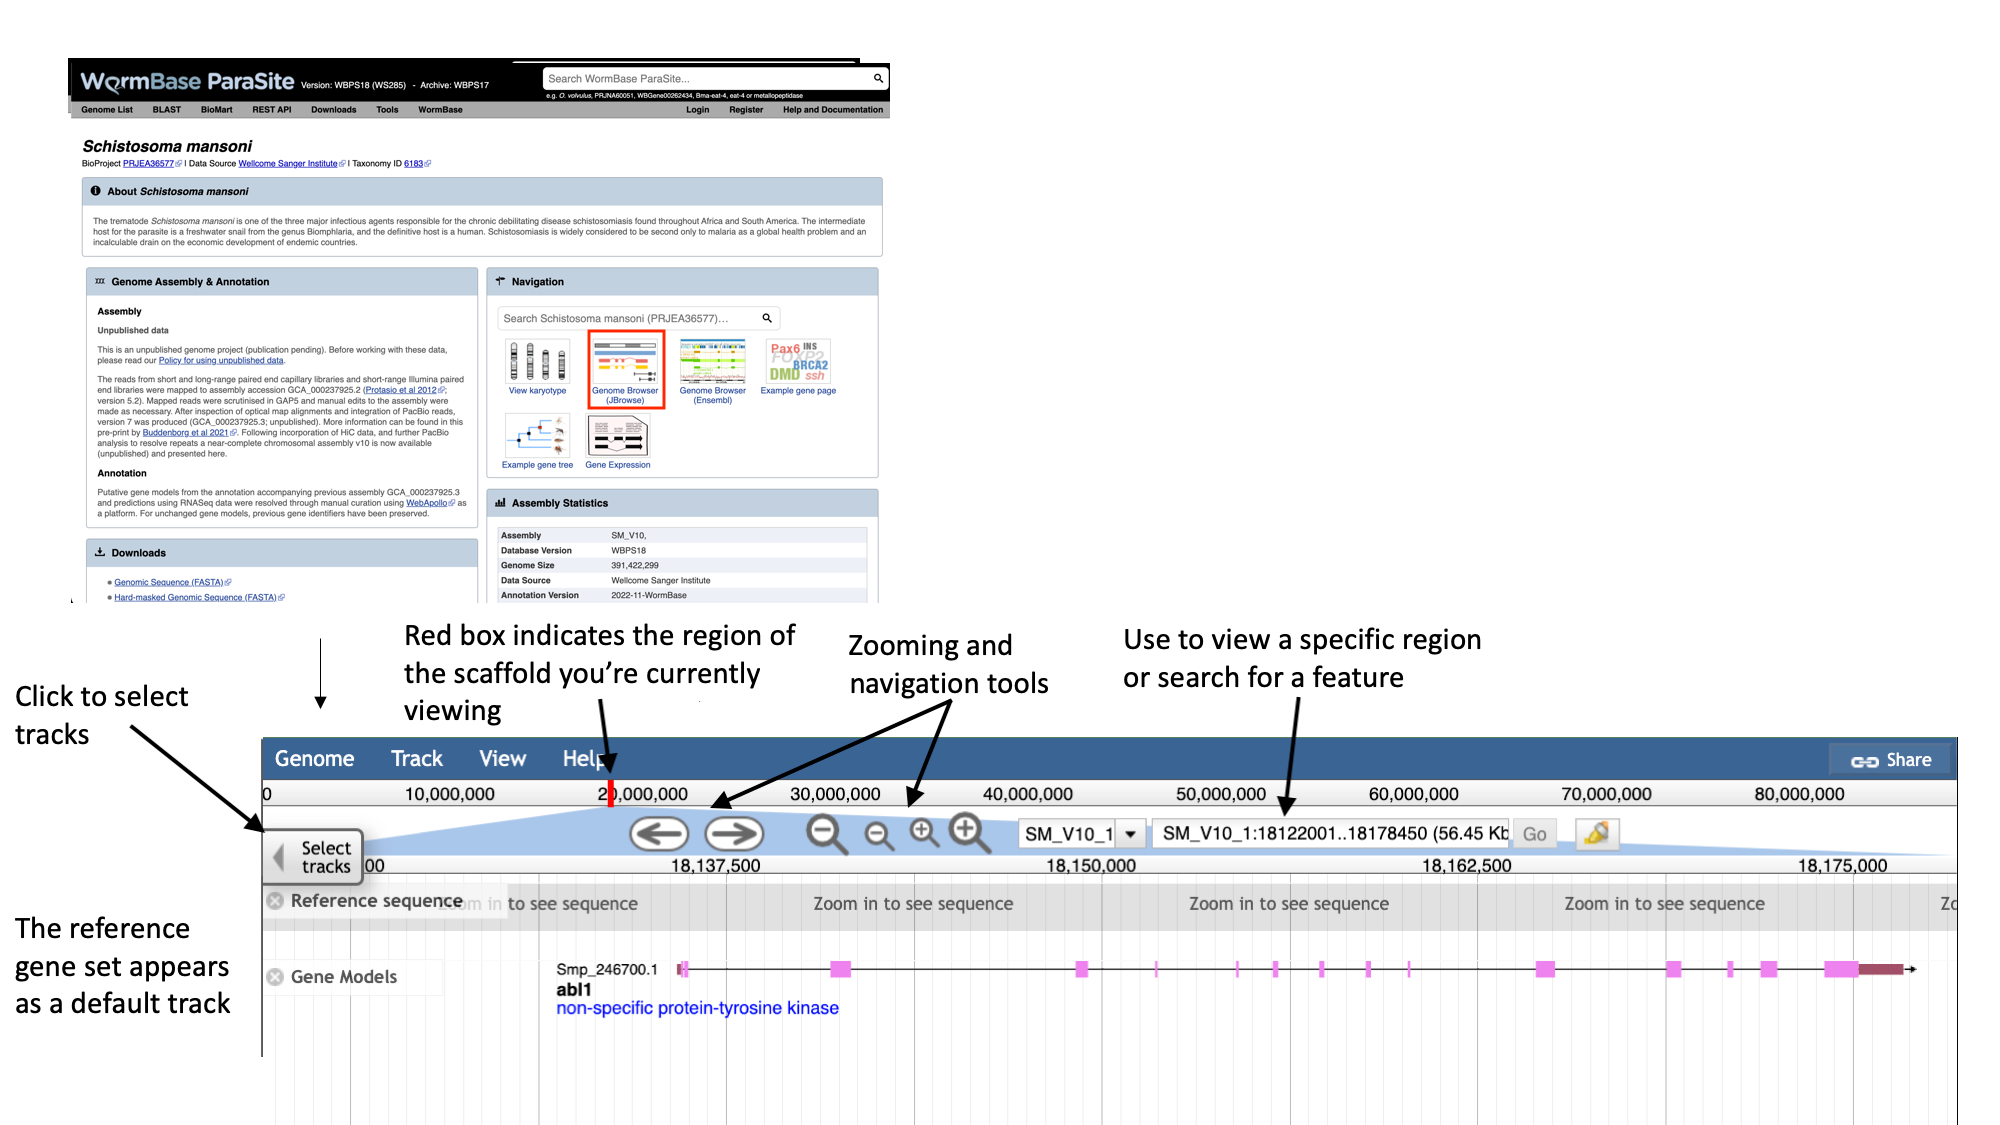 WormBase ParaSite Version: WBPS18 (WS285) - Archive: WBPS17
Search WormBase ParaSite...
e.g. O. volvulus, PRJNA60051, WBGene00262434, Bma-eat-4, eat-4 or metallopeptidase
Genome List BLAST BioMart REST API Downloads Tools WormBase Login Register Help and Documentation
Schistosoma mansoni
BioProject PRJEA36577 | Data Source Wellcome Sanger Institute | Taxonomy ID 6183
About Schistosoma mansoni
The trematode Schistosoma mansoni is one of the three major infectious agents responsible for the chronic debilitating disease schistosomiasis found throughout Africa and South America. The intermediate
host for the parasite is a freshwater snail from the genus Biomphlaria, and the definitive host is a human. Schistosomiasis is widely considered to be second only to malaria as a global health problem and an
incalculable drain on the economic development of endemic countries.
Genome Assembly & Annotation
Assembly
Unpublished data
This is an unpublished genome project (publication pending). Before working with these data,
please read our Policy for using unpublished data.
The reads from short and long-range paired end capillary libraries and short-range Illumina paired
end libraries were mapped to assembly accession GCA_000237925.2 (Protasio et al 2012;
version 5.2). Mapped reads were scrutinised in GAP5 and manual edits to the assembly were
made as necessary. After inspection of optical map alignments and integration of PacBio reads,
version 7 was produced (GCA_000237925.3; unpublished). More information can be found in this
pre-print by Buddenborg et al 2021. Following incorporation of HiC data, and further PacBio
analysis to resolve repeats a near-complete chromosomal assembly v10 is now available
(unpublished) and presented here.
Annotation
Putative gene models from the annotation accompanying previous assembly GCA_000237925.3
and predictions using RNASeq data were resolved through manual curation using WebApollo as
a platform. For unchanged gene models, previous gene identifiers have been preserved.
Downloads
Genomic Sequence (FASTA)
Hard-masked Genomic Sequence (FASTA)
Navigation
Search Schistosoma mansoni (PRJEA36577)...
Pax6 INS
FOXP2
BRCA2
DMD ssh
View karyotype
Genome Browser
(JBrowse)
Genome Browser
(Ensembl)
Example gene page
Example gene tree
Gene Expression
Assembly Statistics
Assembly SM_V10,
Database Version WBPS18
Genome Size 391,422,299
Data Source Wellcome Sanger Institute
Annotation Version 2022-11-WormBase
Click to select
tracks
Red box indicates the region of
the scaffold you're currently
viewing
Zooming and
navigation tools
Use to view a specific region
or search for a feature
Genome Track View Help Share
0 10,000,000 20,000,000 30,000,000 40,000,000 50,000,000 60,000,000 70,000,000 80,000,000
Select
tracks
SM_V10_1 SM_V10_1:18122001..18178450 (56.45 Kb Go
00 18,137,500 18,150,000 18,162,500 18,175,000
Reference sequence
Zoom in to see sequence Zoom in to see sequence Zoom in to see sequence Zoom in to see sequence Zo
The reference
gene set appears
as a default track
Gene Models
Smp_246700.1
abl1
non-specific protein-tyrosine kinase